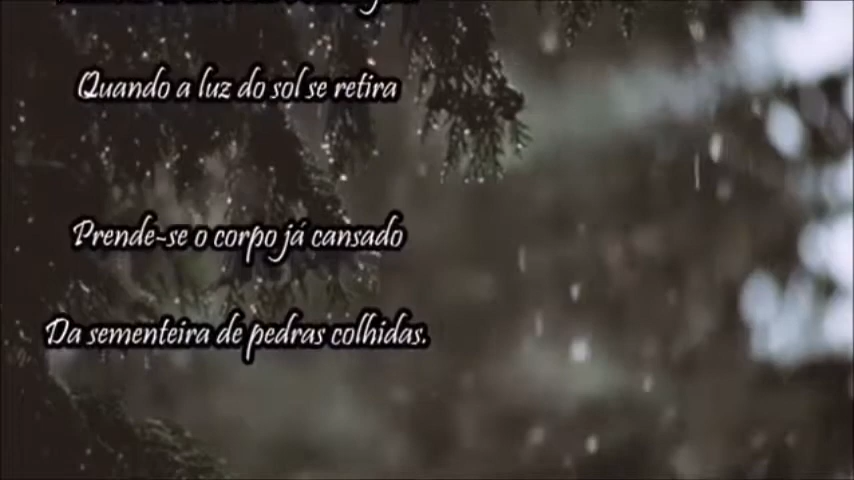 Quando a luz do sol se retira
Prende-se o corpo já cansado
Da sementeira de pedras colhidas.